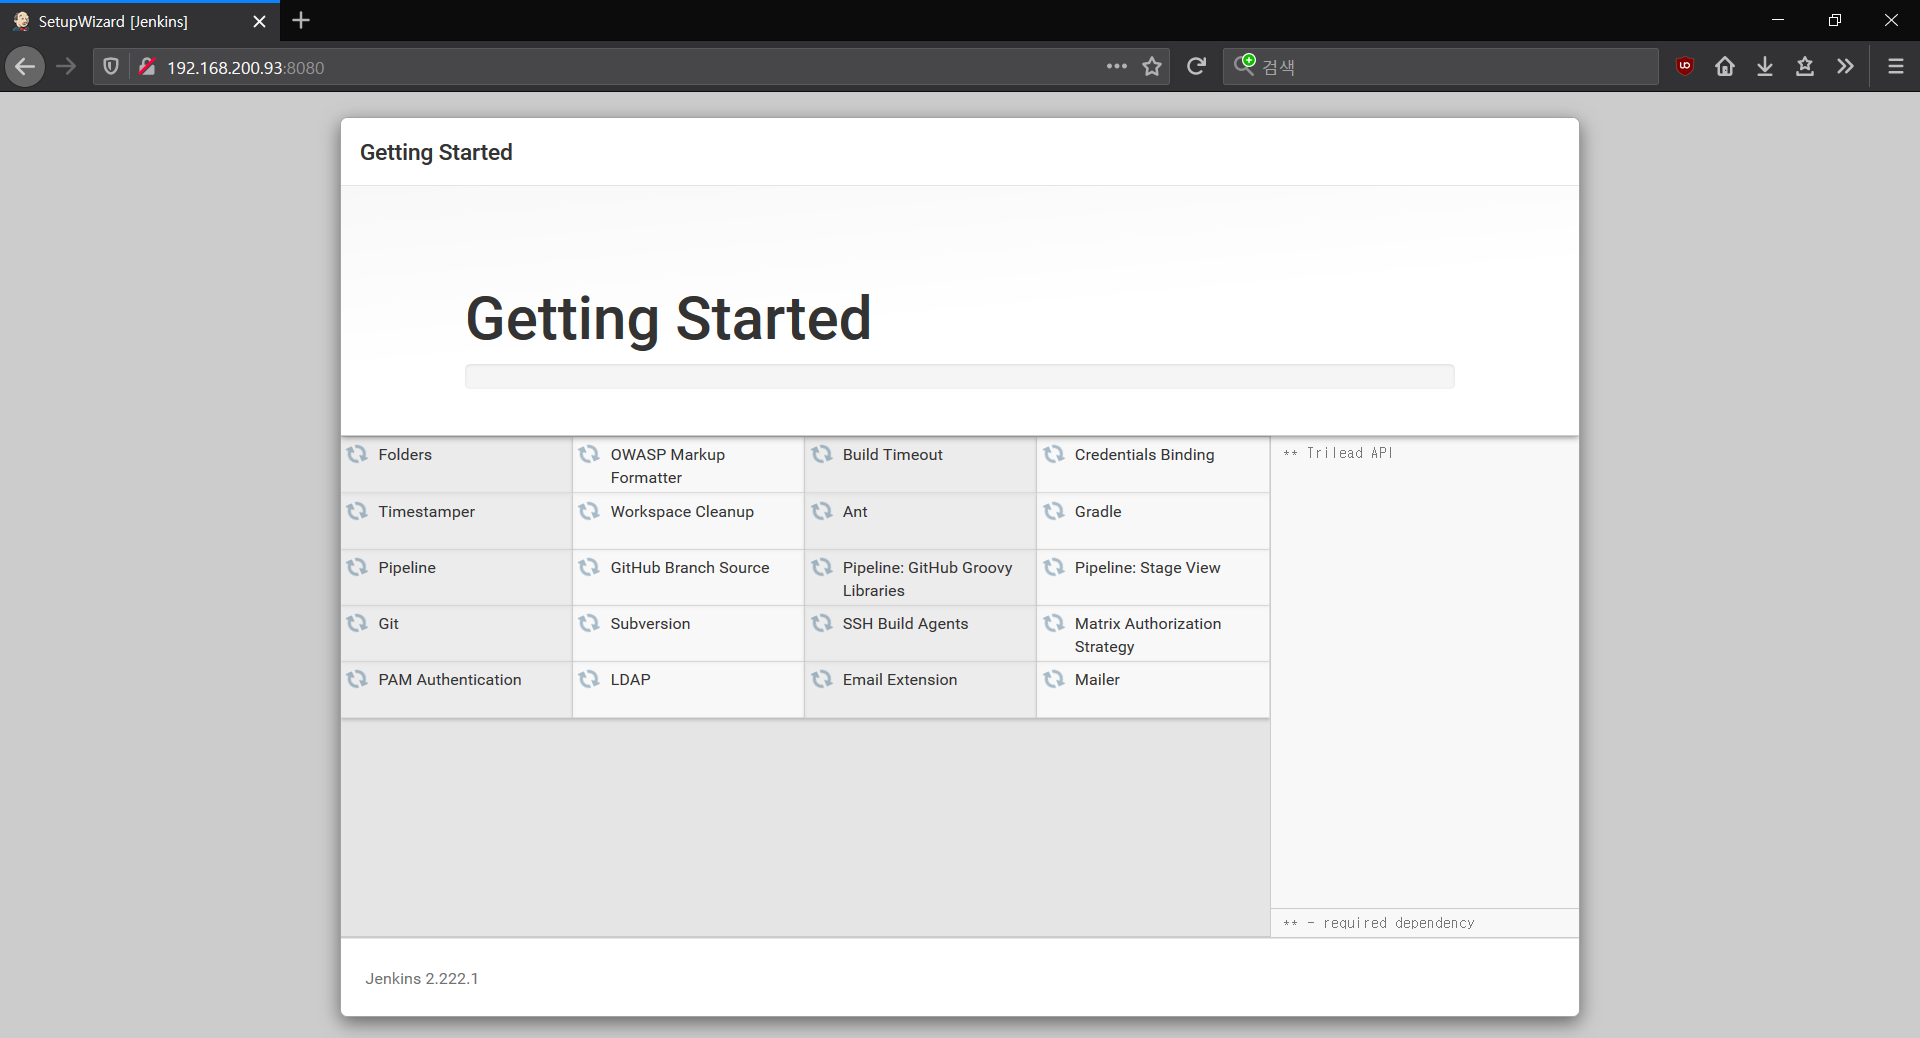 SetupWizard [Jenkins]
192.168.200.93:8080
검색
Getting Started
Getting Started
Folders
OWASP Markup
Formatter
Build Timeout
Credentials Binding
** Trilead API
Timestamper
Workspace Cleanup
Ant
Gradle
Pipeline
GitHub Branch Source
Pipeline: GitHub Groovy
Libraries
Pipeline: Stage View
Git
Subversion
SSH Build Agents
Matrix Authorization
Strategy
PAM Authentication
LDAP
Email Extension
Mailer
** - required dependency
Jenkins 2.222.1